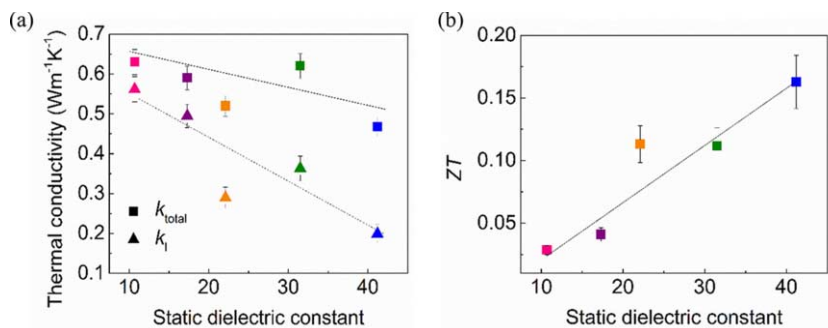 (a)
Thermal conductivity (Wm⁻¹K⁻¹)
0.7
0.6
0.5
0.4
0.3
0.2
0.1
k_total
k_l
10 20 30 40
Static dielectric constant
(b)
ZT
0.20
0.15
0.10
0.05
10 20 30 40
Static dielectric constant